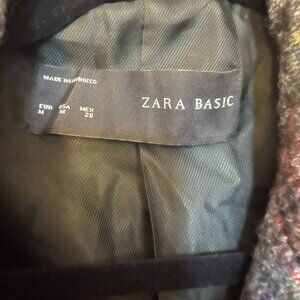 MADE IN MOROCCO
EUR USA MEX
M M 28
ZARA BASIC